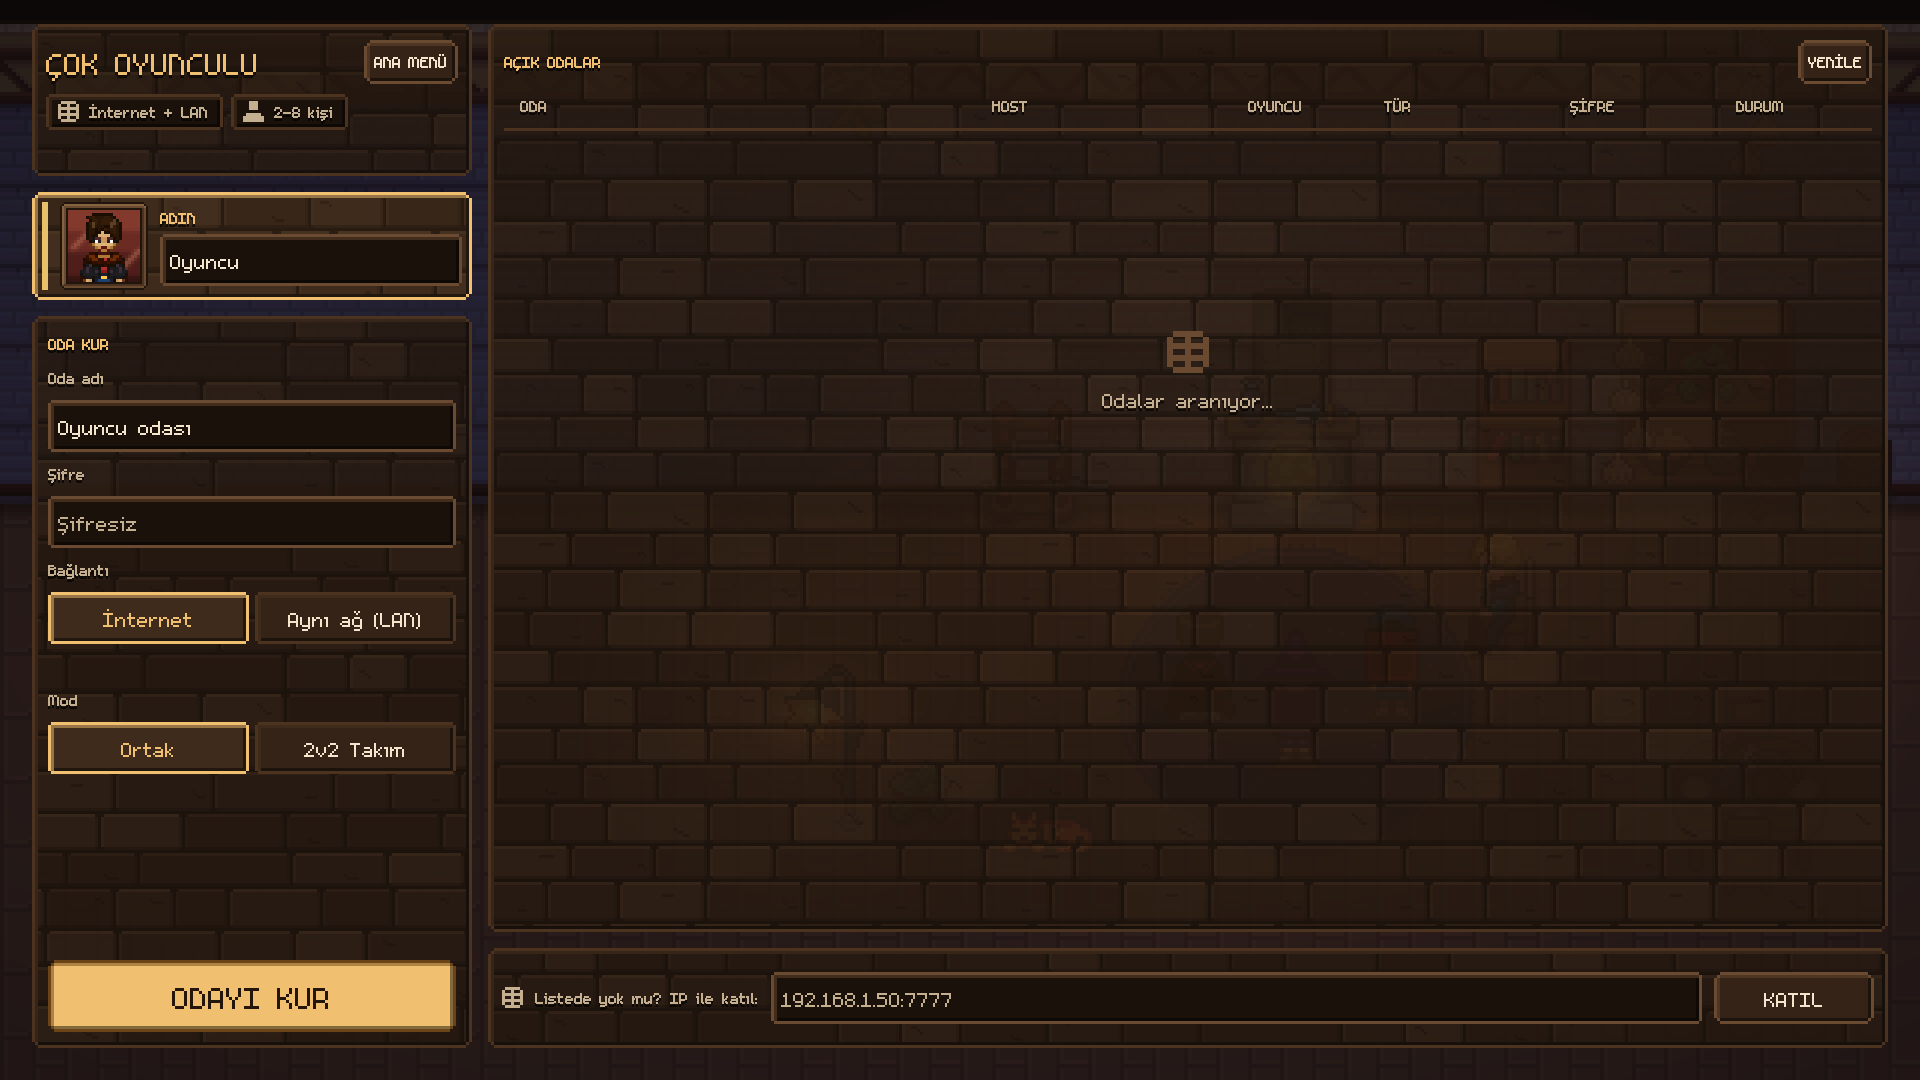 ÇOK OYUNCULU
ANA MENÜ
İnternet + LAN
2-8 kişi
ADIN
Oyuncu
ODA KUR
Oda adı
Oyuncu odası
Şifre
Şifresiz
Bağlantı
İnternet
Aynı ağ (LAN)
Mod
Ortak
2v2 Takım
ODAYI KUR
AÇIK ODALAR
YENİLE
ODA HOST OYUNCU TÜR ŞİFRE DURUM
Odalar aranıyor...
Listede yok mu? IP ile katıl:
192.168.1.50:7777
KATIL